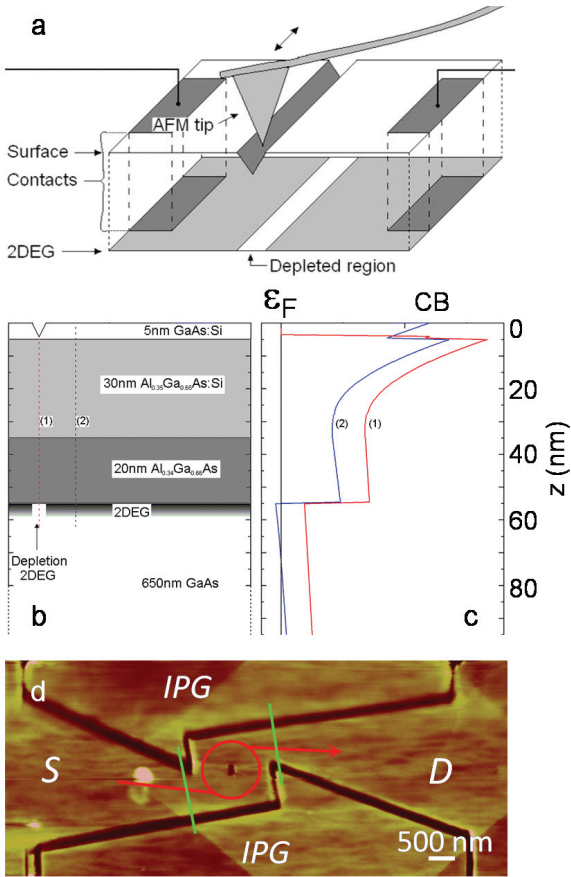 a
AFM tip
Surface
Contacts
2DEG
Depleted region
εF
CB
5nm GaAs:Si
30nm Al0.35Ga0.65As:Si
(1)
(2)
20nm Al0.34Ga0.66As
2DEG
Depletion
2DEG
650nm GaAs
b
(2)
(1)
0
20
40
60
80
z (nm)
c
d
IPG
S
D
IPG
500 nm